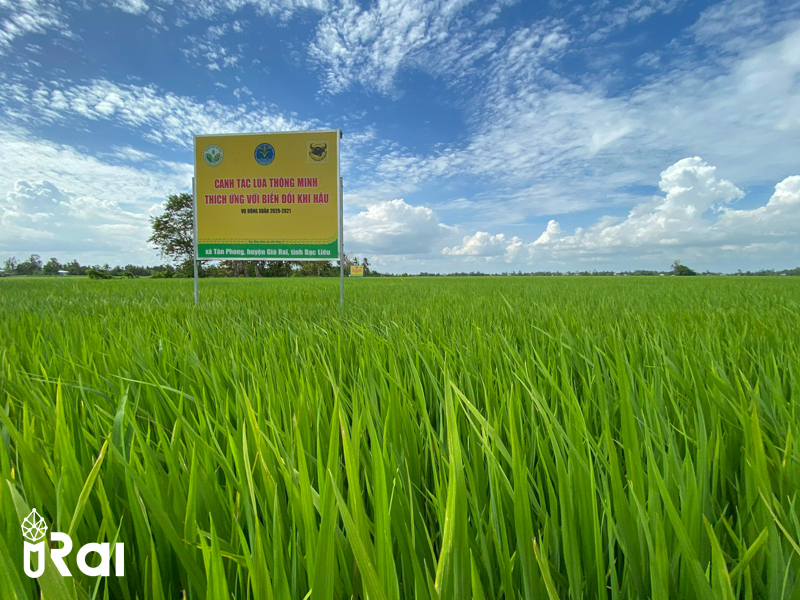 CANH TÁC LÚA THÔNG MINH
THÍCH ỨNG VỚI BIẾN ĐỔI KHÍ HẬU
VỤ ĐÔNG XUÂN 2020-2021
xã Tân Phong, huyện Giá Rai, tỉnh Bạc Liêu
Rai